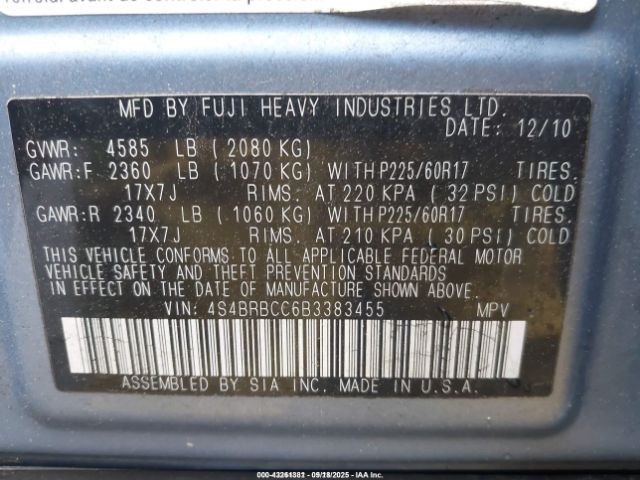 MFD BY FUJI HEAVY INDUSTRIES LTD.
DATE: 12/10
GVWR: 4585 LB (2080 KG)
GAWR:F 2360 LB (1070 KG) WITH P225/60R17 TIRES.
17X7J RIMS. AT 220 KPA (32 PSI) COLD
GAWR:R 2340 LB (1060 KG) WITH P225/60R17 TIRES.
17X7J RIMS. AT 210 KPA (30 PSI) COLD
THIS VEHICLE CONFORMS TO ALL APPLICABLE FEDERAL MOTOR
VEHICLE SAFETY AND THEFT PREVENTION STANDARDS
IN EFFECT ON THE DATE OF MANUFACTURE SHOWN ABOVE.
VIN: 4S4BRBCC6B3383455 MPV
ASSEMBLED BY SIA INC. MADE IN U.S.A.
000-43261382 09/18/2025 IAA Inc.